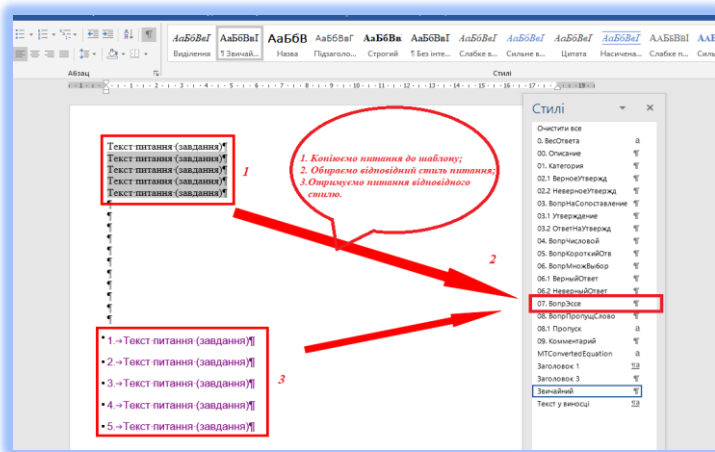 АаБбВвГ АаБбВвГ АаБбВ АаБбВвГ АаБбВв АаБбВвГ АаБбВвГ АаБбВвГ АаБбВвГ АаБбВвГ ААБбВВІ
Виділення ¶ Звичай... Назва Підзаголо... Строгий ¶ Без інте... Слабке в... Сильне в... Цитата Насичена... Слабке п... Сильн
Абзац Стилі
Текст·питання·(завдання)¶
Текст·питання·(завдання)¶
Текст·питання·(завдання)¶
Текст·питання·(завдання)¶
Текст·питання·(завдання)¶
1
1. Копіюємо питання до шаблону;
2. Обираємо відповідний стиль питання;
3.Отримуємо питання відповідного
стилю.
2
1.→Текст·питання·(завдання)¶
2.→Текст·питання·(завдання)¶
3.→Текст·питання·(завдання)¶
4.→Текст·питання·(завдання)¶
5.→Текст·питання·(завдання)¶
3
Стилі
Очистити все
0. ВесОтвета a
00. Описание ¶
01. Категория ¶
02.1 ВерноеУтвержд ¶
02.2 НеверноеУтвержд ¶
03. ВопрНаСопоставление ¶
03.1 Утверждение ¶
03.2 ОтветНаУтвержд ¶
04. ВопрЧисловой ¶
05. ВопрКороткийОтв ¶
06. ВопрМножВыбор ¶
06.1 ВерныйОтвет ¶
06.2 НеверныйОтвет ¶
07. ВопрЭссе ¶
08. ВопрПропущСлово ¶
08.1 Пропуск a
09. Комментарий ¶
MTConvertedEquation a
Заголовок 1 ¶a
Заголовок 3 ¶
Звичайний ¶
Текст у виносці ¶a